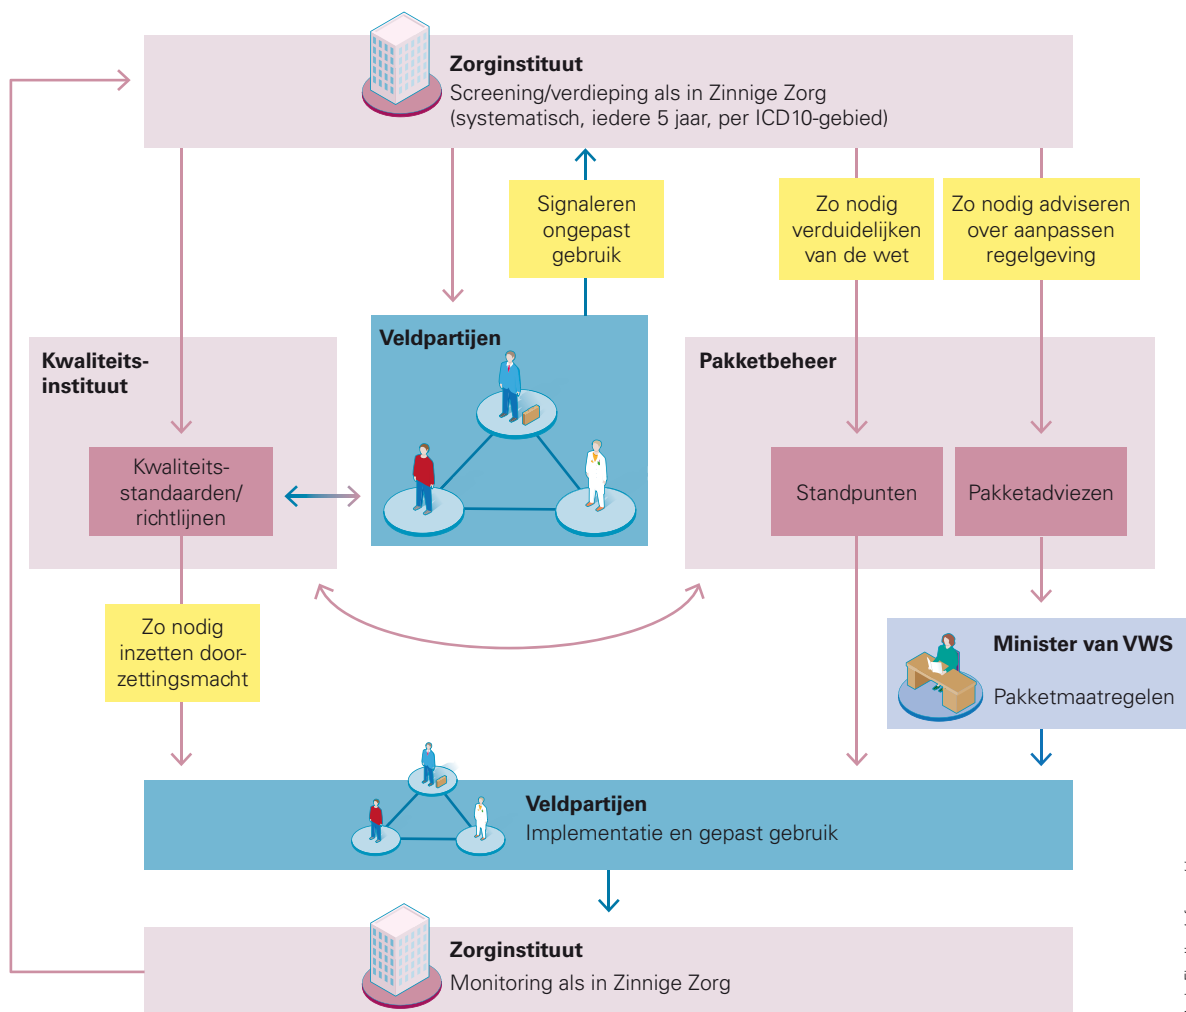 Zorginstituut
Screening/verdieping als in Zinnige Zorg
(systematisch, iedere 5 jaar, per ICD10-gebied)
Signaleren
ongepast
gebruik
Zo nodig
verduidelijken
van de wet
Zo nodig adviseren
over aanpassen
regelgeving
Kwaliteits-
instituut
Veldpartijen
Pakketbeheer
Kwaliteits-
standaarden/
richtlijnen
Standpunten
Pakketadviezen
Zo nodig
inzetten door-
zettingsmacht
Minister van VWS
Pakketmaatregelen
Veldpartijen
Implementatie en gepast gebruik
Zorginstituut
Monitoring als in Zinnige Zorg